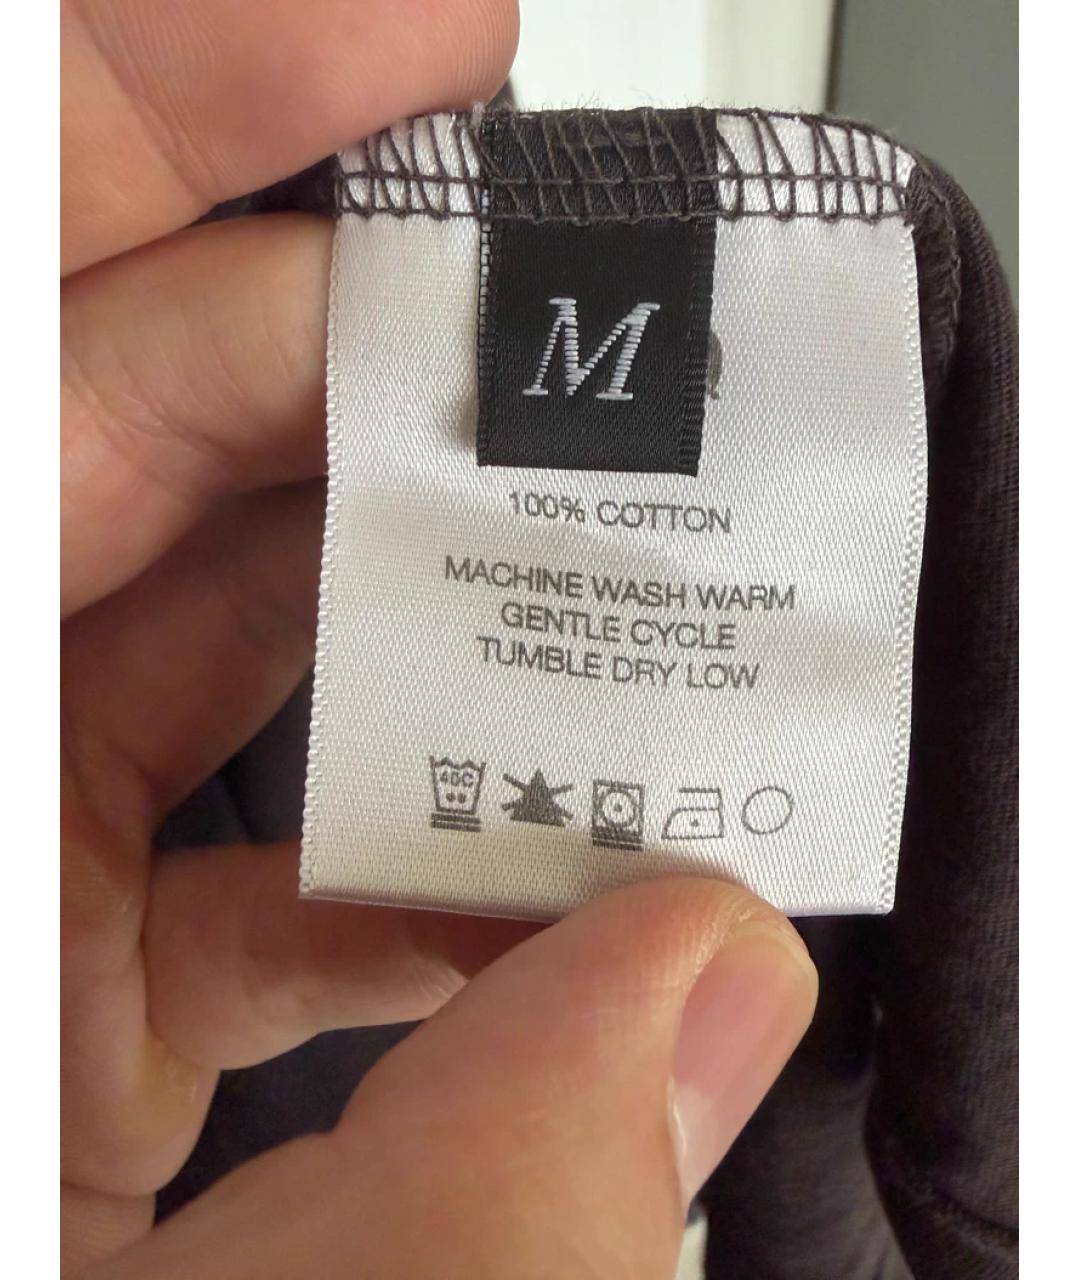 M
100% COTTON
MACHINE WASH WARM
GENTLE CYCLE
TUMBLE DRY LOW
40C